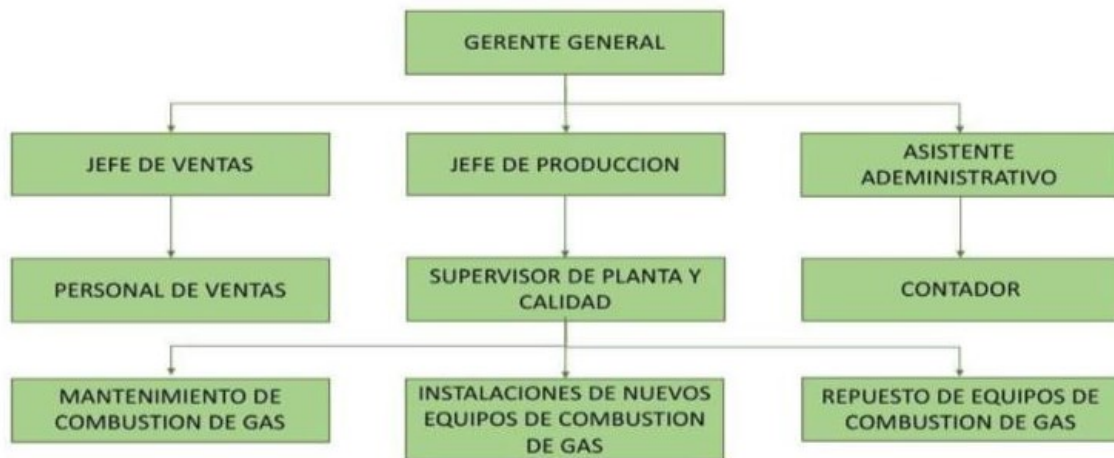 GERENTE GENERAL
JEFE DE VENTAS
JEFE DE PRODUCCION
ASISTENTE
ADEMINISTRATIVO
PERSONAL DE VENTAS
SUPERVISOR DE PLANTA Y
CALIDAD
CONTADOR
MANTENIMIENTO DE
COMBUSTION DE GAS
INSTALACIONES DE NUEVOS
EQUIPOS DE COMBUSTION
DE GAS
REPUESTO DE EQUIPOS DE
COMBUSTION DE GAS